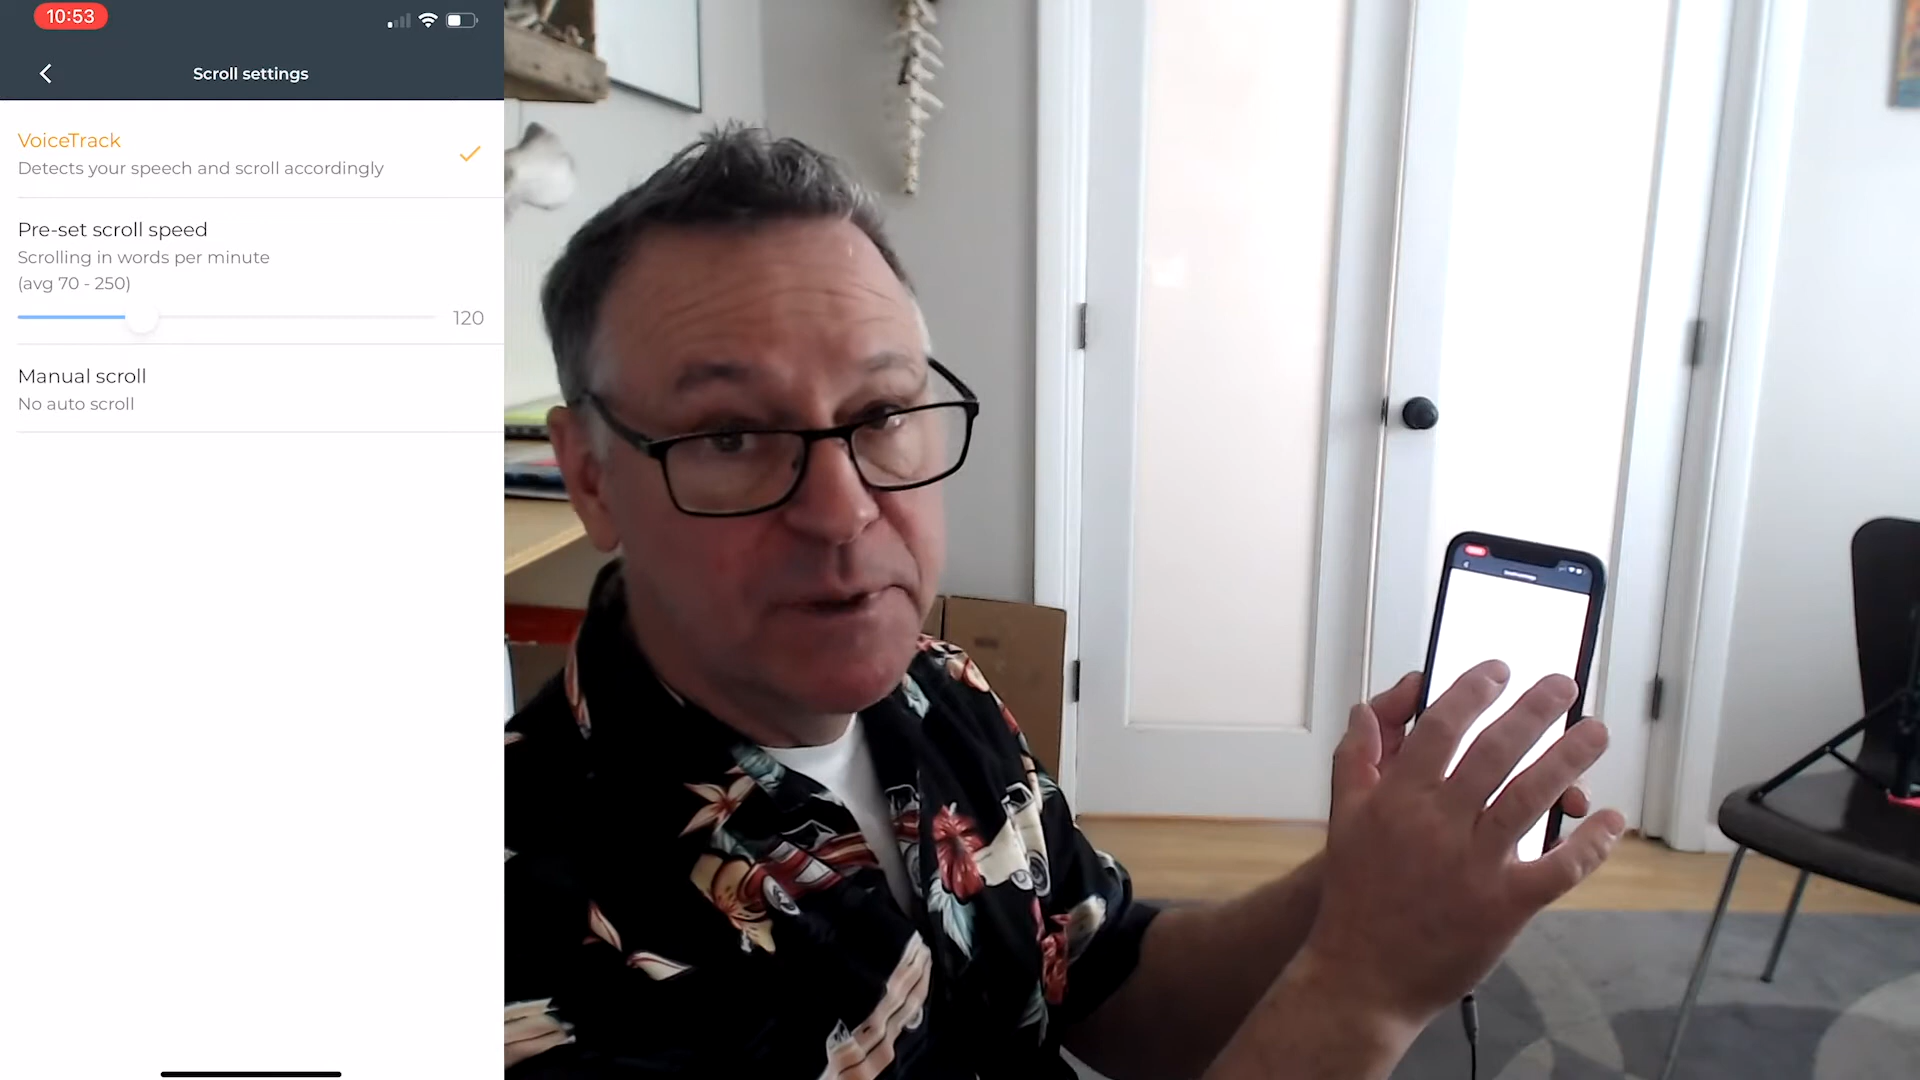 10:53
Scroll settings
VoiceTrack
Detects your speech and scroll accordingly
Pre-set scroll speed
Scrolling in words per minute
(avg 70 - 250)
120
Manual scroll
No auto scroll